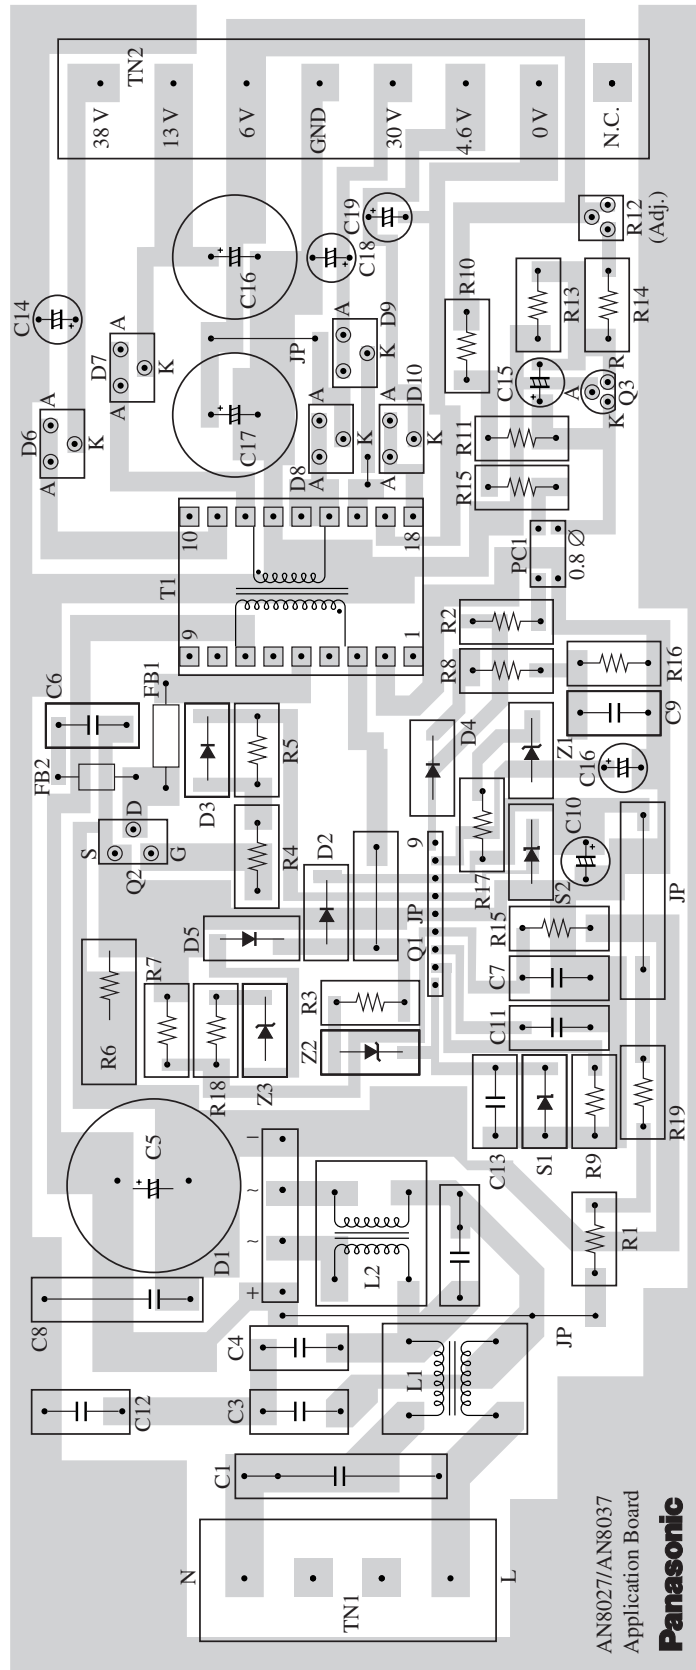 TN2
38 V
13 V
6 V
GND
30 V
4.6 V
0 V
N.C.
C14
C16
C18
C19
R12
(Adj.)
D7
A
A
K
D6
A
A
K
C17
JP
D9
A
K
D8
A
A
K
D10
A
A
K
R10
R13
R14
C15
Q3
A
K
R
R11
R15
T1
10
18
9
1
PC1
0.8 Ø
R2
R8
R16
C9
C6
FB1
FB2
D3
R5
D4
Z1
C16
Q2
S
D
G
R4
D2
R17
S2
C10
JP
9
JP
Q1
D5
R15
C7
C11
R6
R7
R18
Z3
R3
Z2
C13
S1
R9
R19
C5
D1
−
~
~
+
L2
R1
JP
C8
C4
L1
C12
C3
C1
TN1
N
L
AN8027/AN8037
Application Board
Panasonic